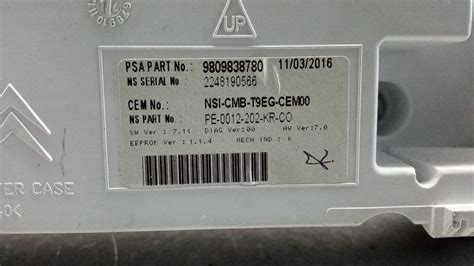 UP
PSA PART No.: 9809838780 11/03/2016
NS SERIAL No.: 2248190566
CEM No.: NSI-CMB-T9EG-CEM00
NS PART No.: PE-0012-202-KR-CO
SW Ver : 7.11 DIAG Ver:00 HW Ver:7.0
EEPROM Ver : 1.1.4 MECH IND : K
TER CASE